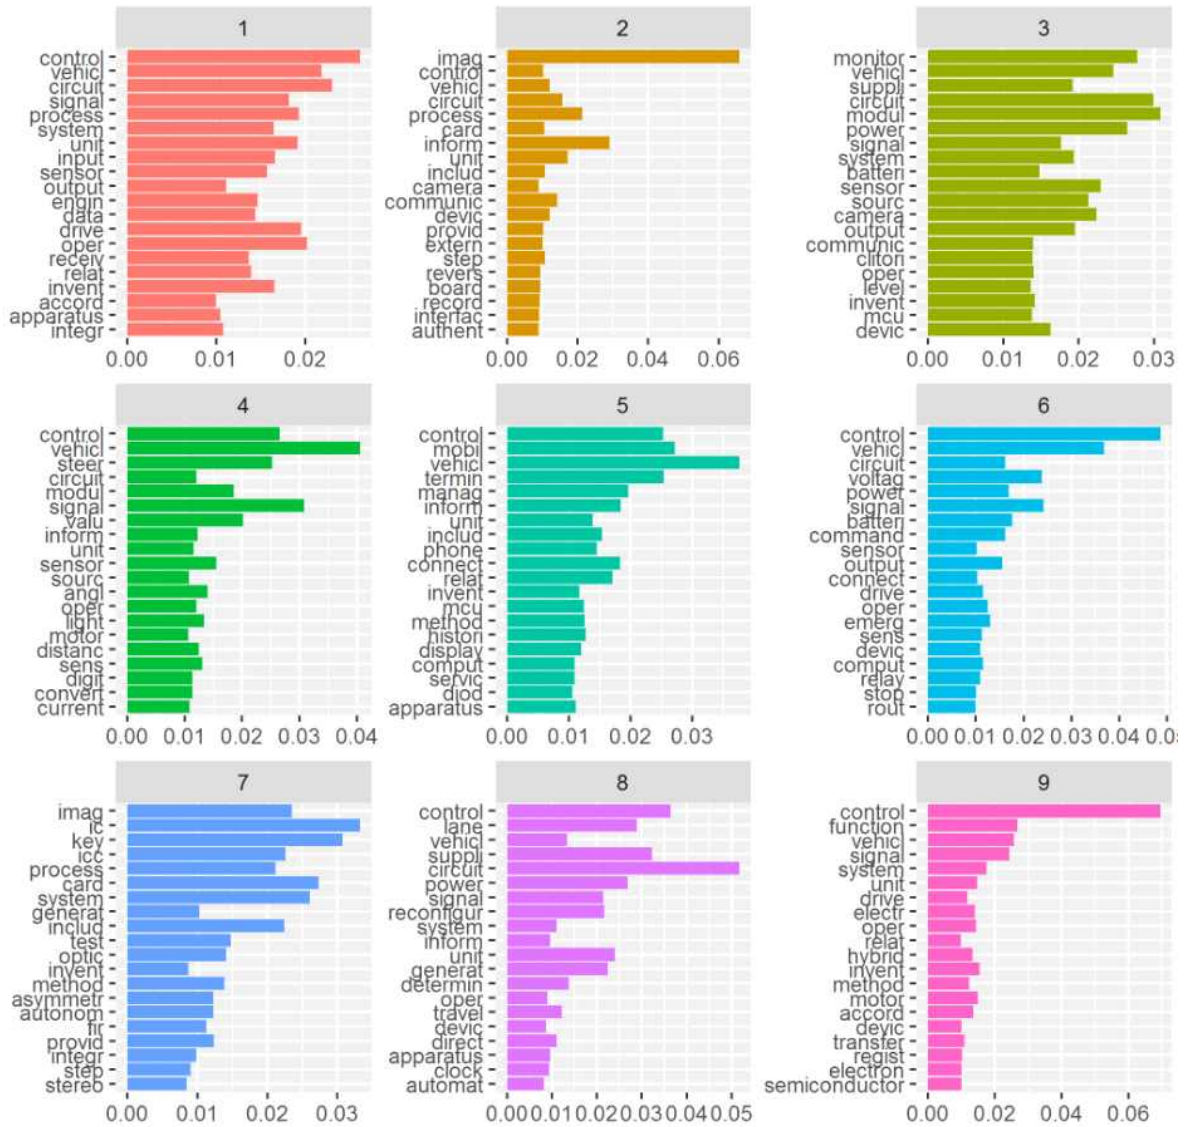 1
control
vehicl
circuit
signal
process
system
unit
input
sensor
output
engin
data
drive
oper
receiv
relat
invent
accord
apparatus
integr
0.00 0.01 0.02
2
imag
control
vehicl
circuit
process
card
inform
unit
includ
camera
communic
devic
provid
extern
step
revers
board
record
interfac
authent
0.00 0.02 0.04 0.06
3
monitor
vehicl
suppli
circuit
modul
power
signal
system
batteri
sensor
sourc
camera
output
communic
clitori
oper
level
invent
mcu
devic
0.00 0.01 0.02 0.03
4
control
vehicl
steer
circuit
modul
signal
valu
inform
unit
sensor
sourc
angl
oper
light
motor
distanc
sens
digit
convert
current
0.00 0.01 0.02 0.03 0.04
5
control
mobil
vehicl
termin
manag
inform
unit
includ
phone
connect
relat
invent
mcu
method
histori
display
comput
servic
diod
apparatus
0.00 0.01 0.02 0.03
6
control
vehicl
circuit
voltag
power
signal
batteri
command
sensor
output
connect
drive
oper
emerg
sens
devic
comput
relay
stop
rout
0.00 0.01 0.02 0.03 0.04 0.05
7
imag
ic
key
icc
process
card
system
generat
includ
test
optic
invent
method
asymmetr
autonom
fir
provid
integr
step
stereo
0.00 0.01 0.02 0.03
8
control
lane
vehicl
suppli
circuit
power
signal
reconfigur
system
inform
unit
generat
determin
oper
travel
devic
direct
apparatus
clock
automat
0.00 0.01 0.02 0.03 0.04 0.05
9
control
function
vehicl
signal
system
unit
drive
electr
oper
relat
hybrid
invent
method
motor
accord
devic
transfer
regist
electron
semiconductor
0.00 0.02 0.04 0.06